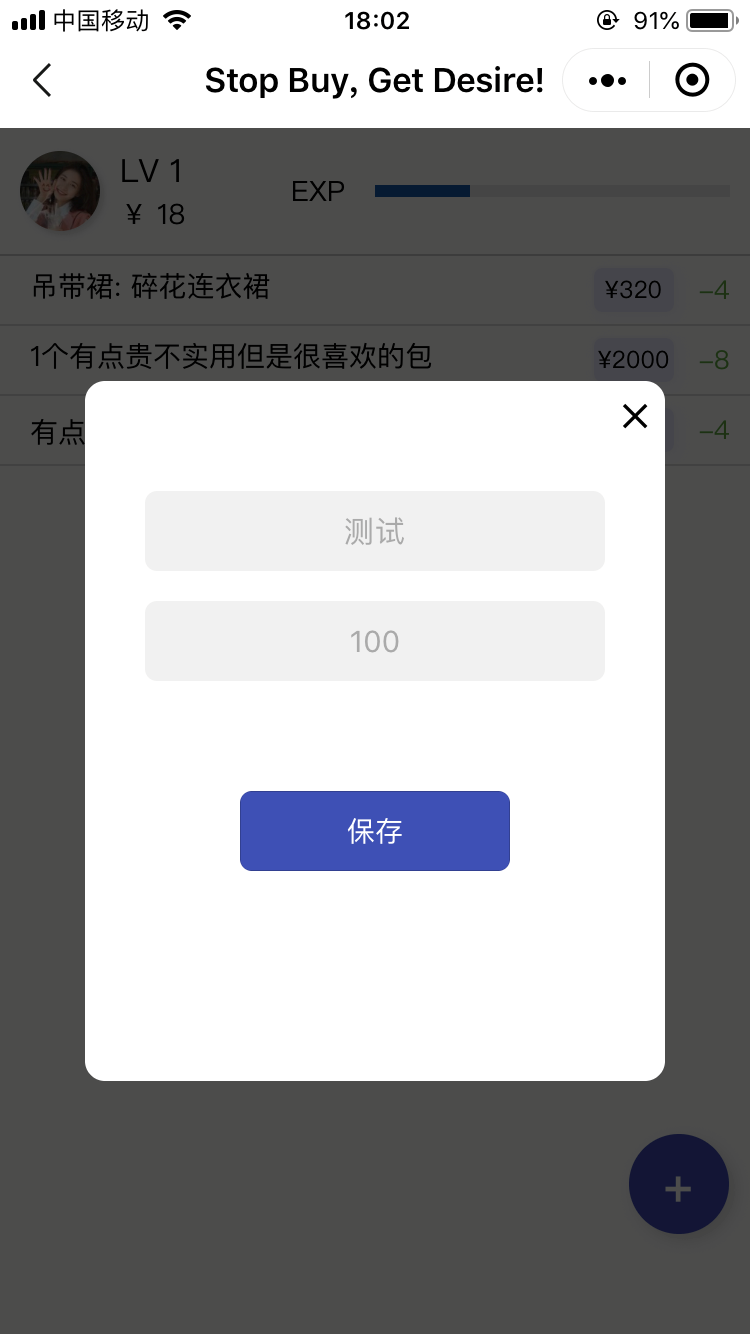 中国移动 18:02 91%
Stop Buy, Get Desire!
LV 1
¥ 18
EXP
吊带裙: 碎花连衣裙 ¥320 –4
1个有点贵不实用但是很喜欢的包 ¥2000 –8
有点 –4
测试
100
保存
+